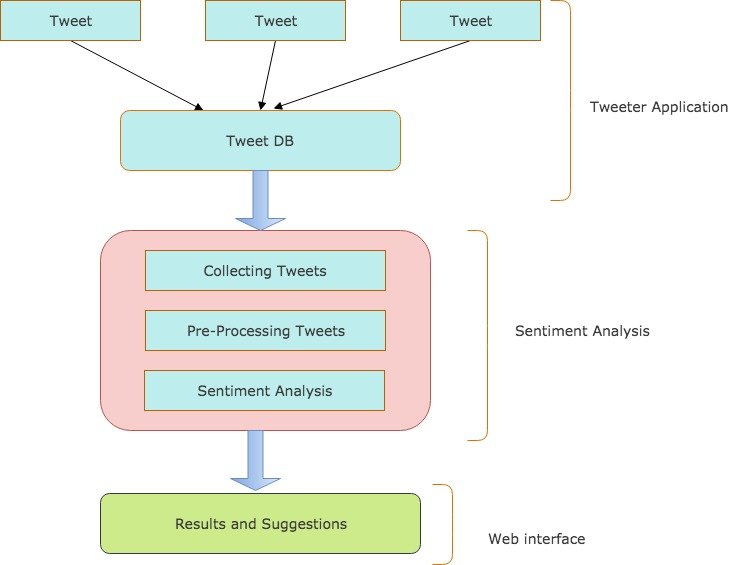 Tweet
Tweet
Tweet
Tweeter Application
Tweet DB
Collecting Tweets
Pre-Processing Tweets
Sentiment Analysis
Sentiment Analysis
Results and Suggestions
Web interface